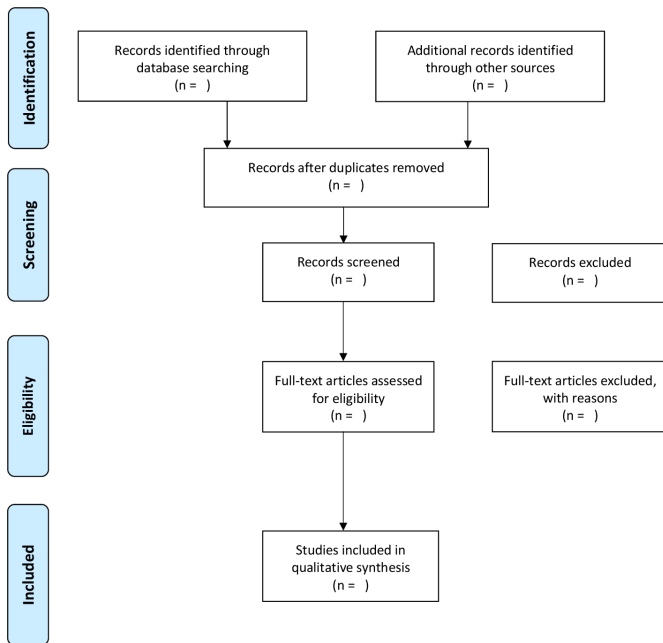 Identification
Records identified through
database searching
(n =   )
Additional records identified
through other sources
(n =   )
Records after duplicates removed
(n =   )
Screening
Records screened
(n =   )
Records excluded
(n =   )
Eligibility
Full-text articles assessed
for eligibility
(n =   )
Full-text articles excluded,
with reasons
(n =   )
Included
Studies included in
qualitative synthesis
(n =   )